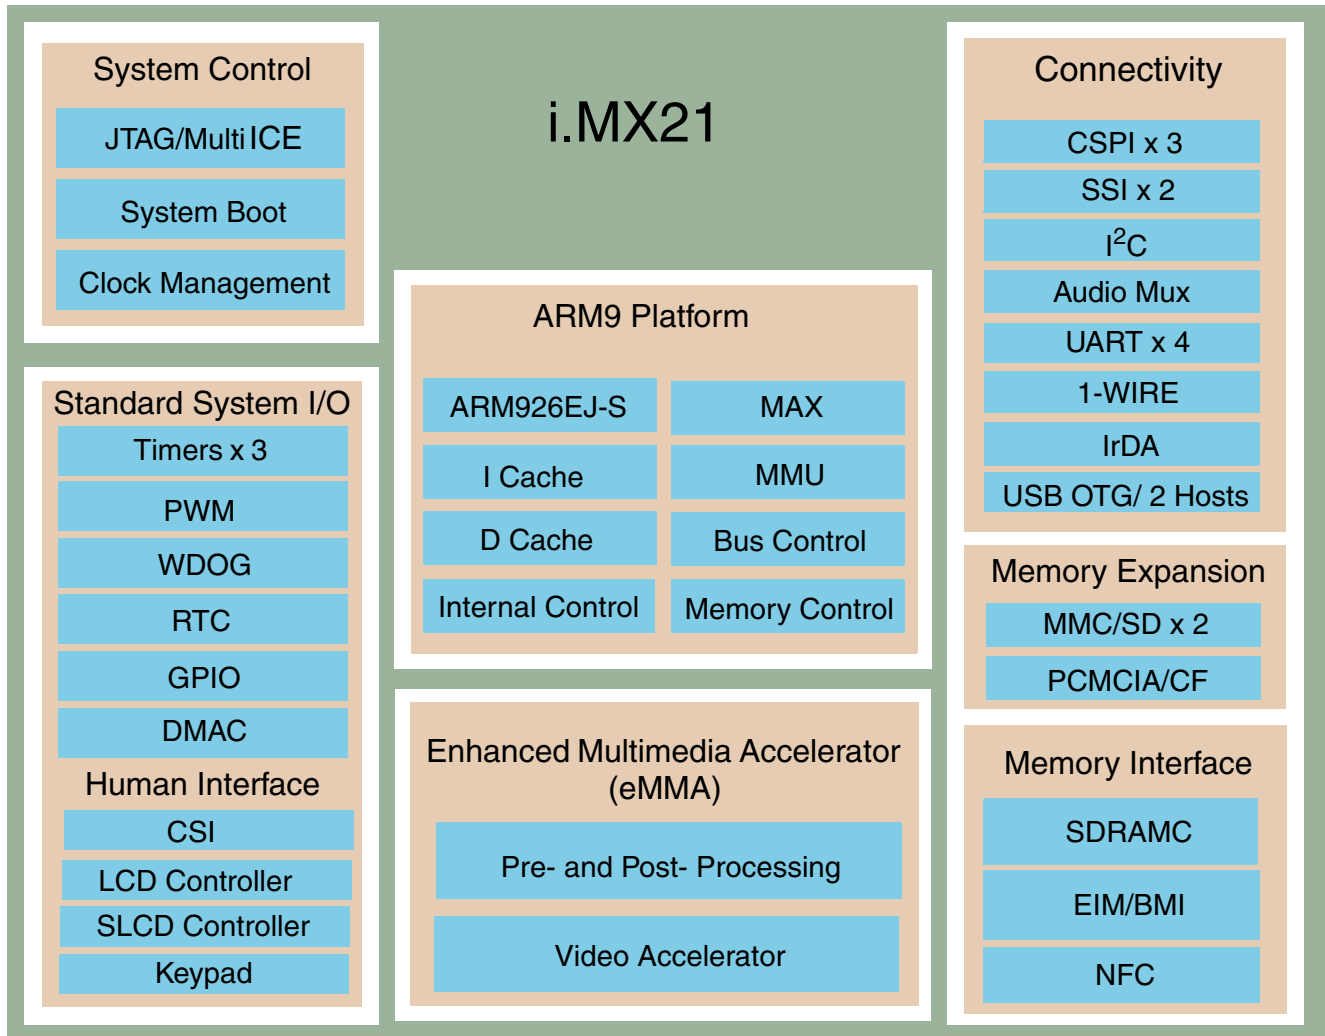 i.MX21
System Control
JTAG/Multi ICE
System Boot
Clock Management
Standard System I/O
Timers x 3
PWM
WDOG
RTC
GPIO
DMAC
Human Interface
CSI
LCD Controller
SLCD Controller
Keypad
ARM9 Platform
ARM926EJ-S
MAX
I Cache
MMU
D Cache
Bus Control
Internal Control
Memory Control
Enhanced Multimedia Accelerator
(eMMA)
Pre- and Post- Processing
Video Accelerator
Connectivity
CSPI x 3
SSI x 2
I²C
Audio Mux
UART x 4
1-WIRE
IrDA
USB OTG/ 2 Hosts
Memory Expansion
MMC/SD x 2
PCMCIA/CF
Memory Interface
SDRAMC
EIM/BMI
NFC